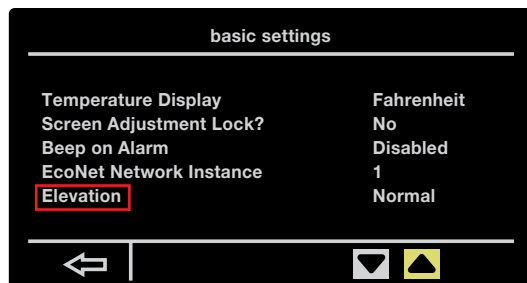 basic settings
Temperature Display Fahrenheit
Screen Adjustment Lock? No
Beep on Alarm Disabled
EcoNet Network Instance 1
Elevation Normal